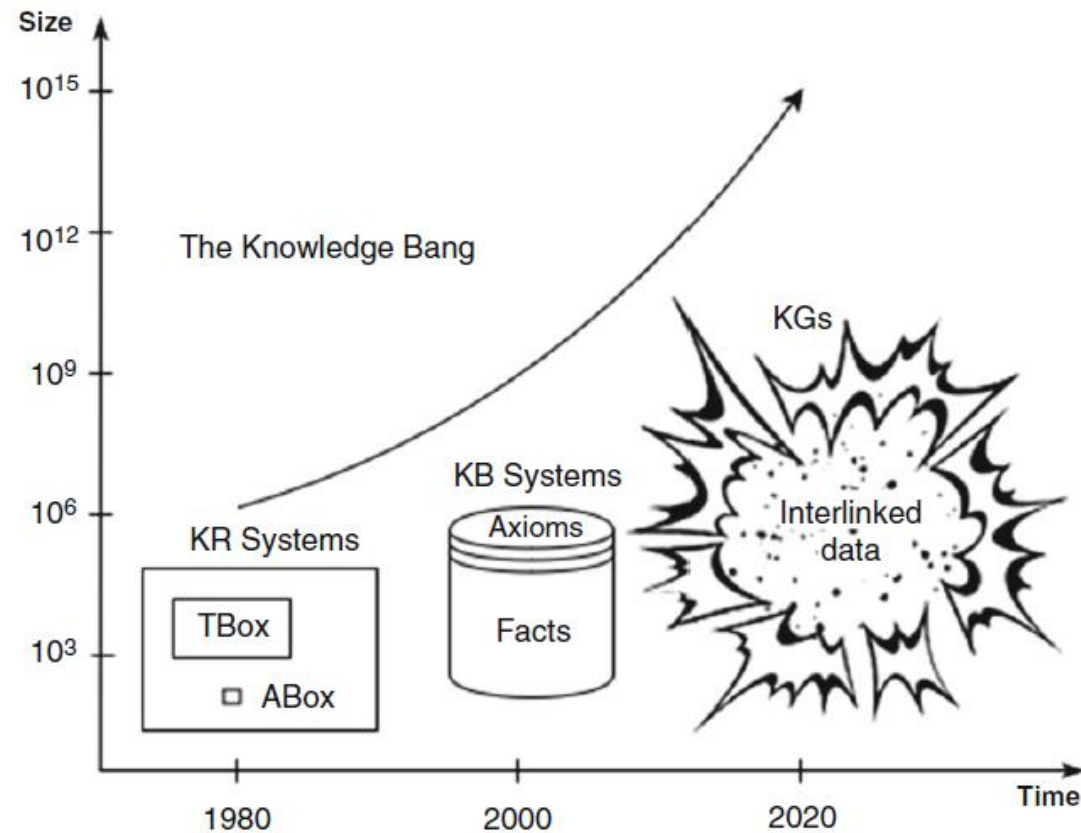 Size
10¹⁵
10¹²
The Knowledge Bang
KGs
10⁹
KB Systems
10⁶
Axioms
Interlinked
data
KR Systems
TBox
Facts
10³
ABox
Time
1980
2000
2020